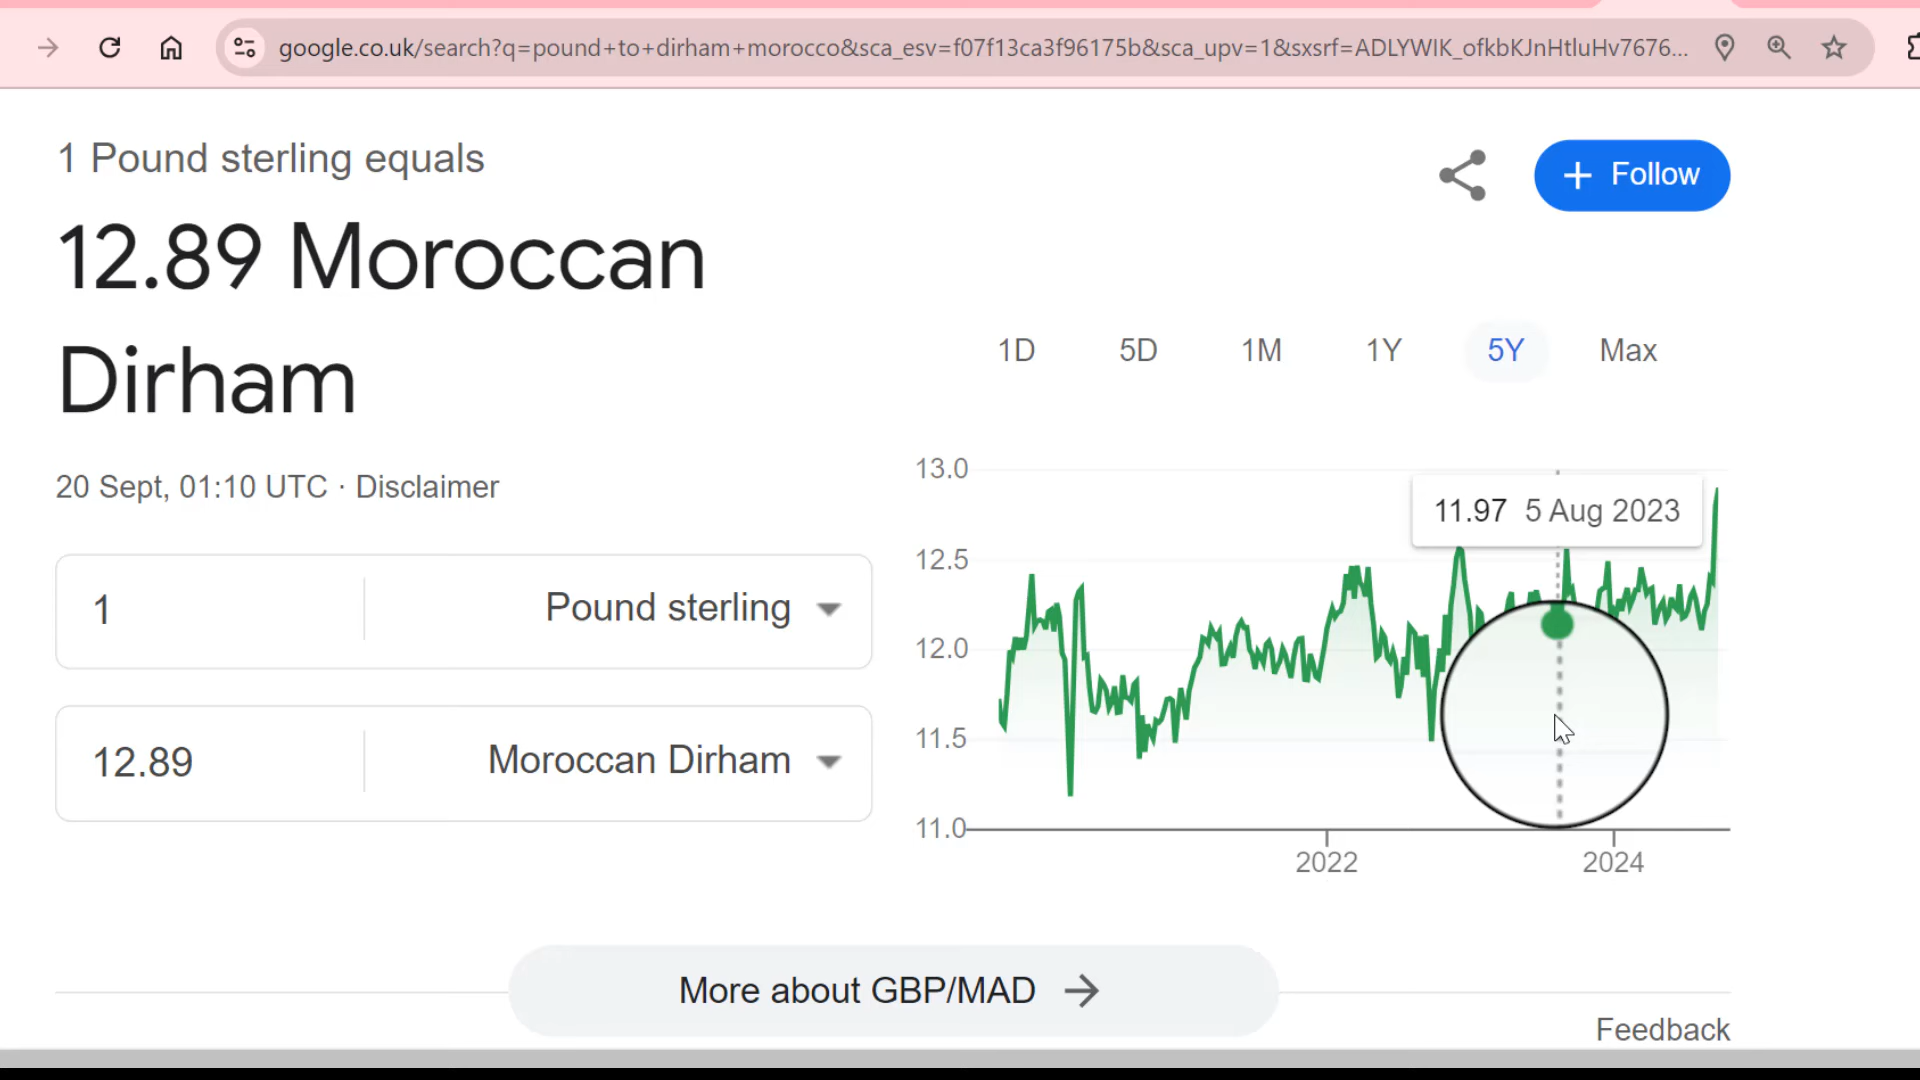 google.co.uk/search?q=pound+to+dirham+morocco&sca_esv=f07f13ca3f96175b&sca_upv=1&sxsrf=ADLYWIK_ofkbKJnHtluHv7676...
1 Pound sterling equals
12.89 Moroccan
Dirham
20 Sept, 01:10 UTC · Disclaimer
1 Pound sterling
12.89 Moroccan Dirham
Follow
1D 5D 1M 1Y 5Y Max
13.0
11.97 5 Aug 2023
12.5
12.0
11.5
11.0
2022 2024
More about GBP/MAD
Feedback